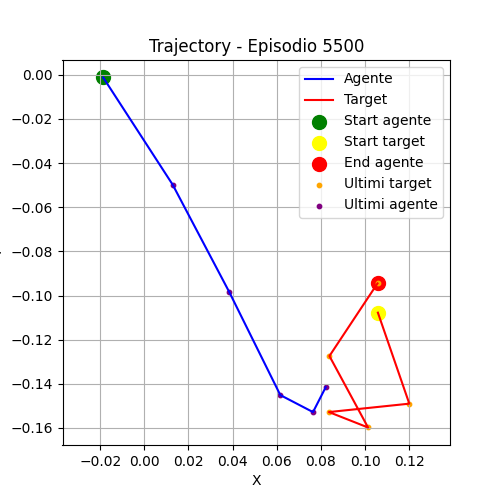 Trajectory - Episodio 5500
0.00
−0.02
−0.04
−0.06
−0.08
−0.10
−0.12
−0.14
−0.16
Agente
Target
Start agente
Start target
End agente
Ultimi target
Ultimi agente
−0.02 0.00 0.02 0.04 0.06 0.08 0.10 0.12
X